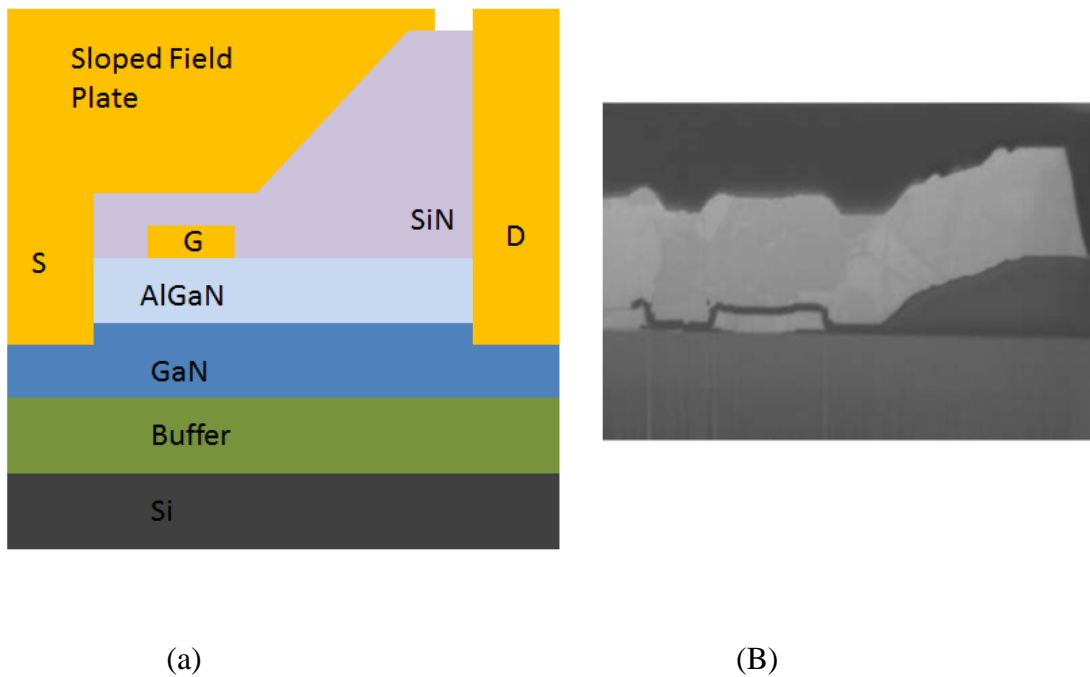 Sloped Field
Plate
SiN
G
S
D
AlGaN
GaN
Buffer
Si
(a)
(B)